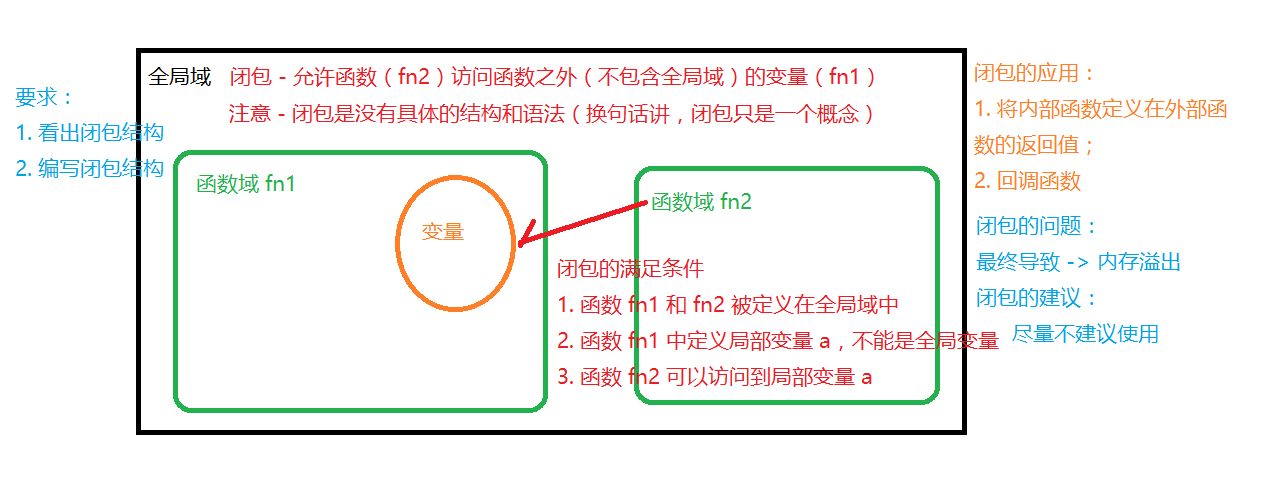 全局域 闭包 - 允许函数（fn2）访问函数之外（不包含全局域）的变量（fn1）
注意 - 闭包是没有具体的结构和语法（换句话讲，闭包只是一个概念）
要求：
1. 看出闭包结构
2. 编写闭包结构
函数域 fn1
变量
函数域 fn2
闭包的满足条件
1. 函数 fn1 和 fn2 被定义在全局域中
2. 函数 fn1 中定义局部变量 a，不能是全局变量
3. 函数 fn2 可以访问到局部变量 a
闭包的应用：
1. 将内部函数定义在外部函
数的返回值；
2. 回调函数
闭包的问题：
最终导致 -> 内存溢出
闭包的建议：
尽量不建议使用